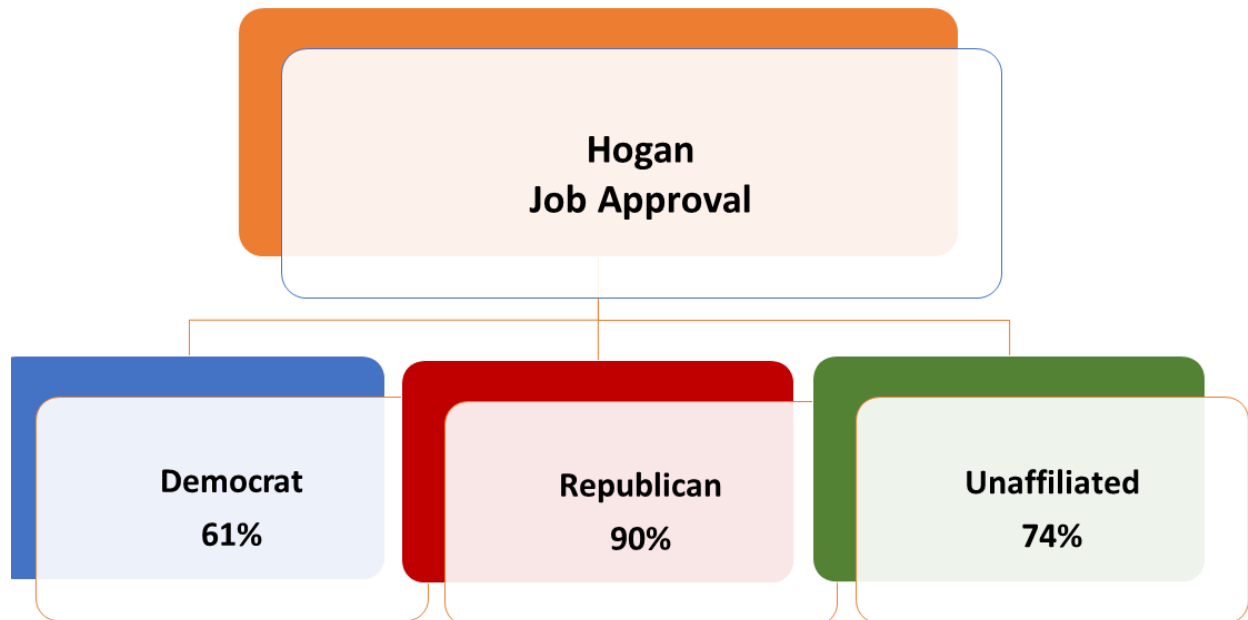 Hogan
Job Approval
Democrat
61%
Republican
90%
Unaffiliated
74%